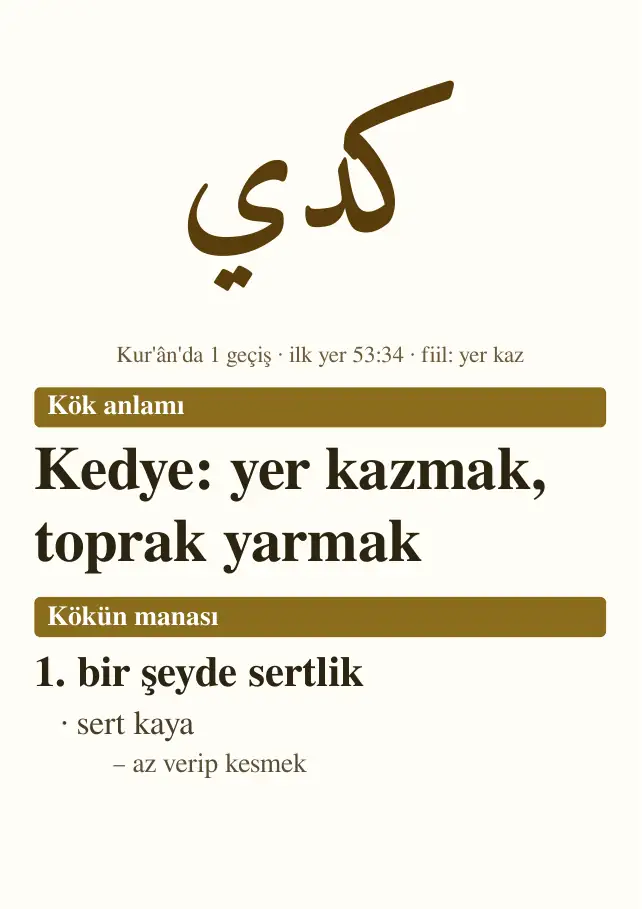 كدي
Kur'ân'da 1 geçiş · ilk yer 53:34 · fiil: yer kaz
Kök anlamı
Kedye: yer kazmak,
toprak yarmak
Kökün manası
1. bir şeyde sertlik
· sert kaya
– az verip kesmek